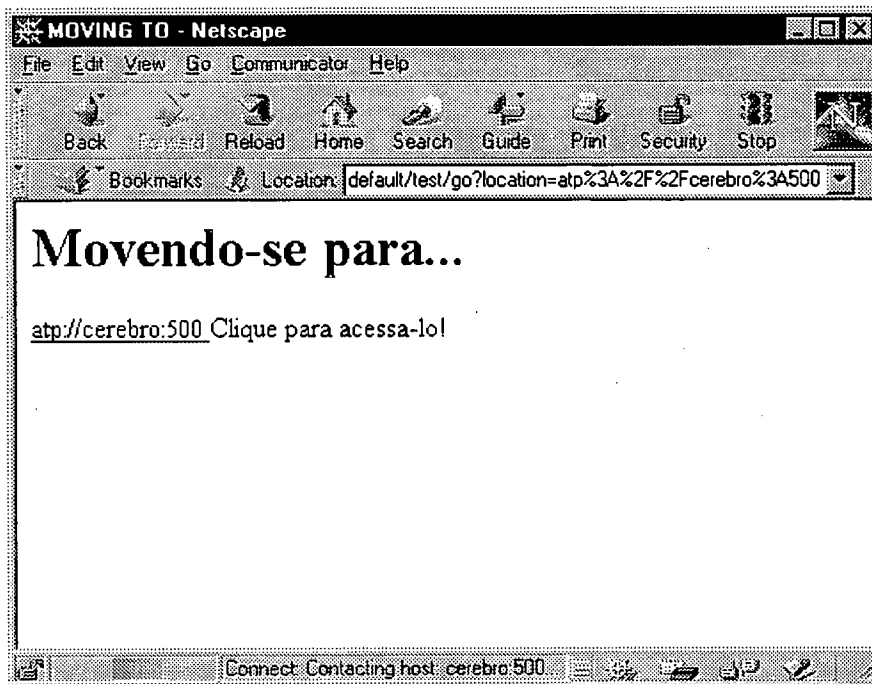 MOVING TO - Netscape
File Edit View Go Communicator Help
Back Forward Reload Home Search Guide Print Security Stop
Bookmarks Location: default/test/go?location=atp%3A%2F%2Fcerebro%3A500
Movendo-se para...
atp://cerebro:500 Clique para acessa-lo!
Connect: Contacting host: cerebro:500...